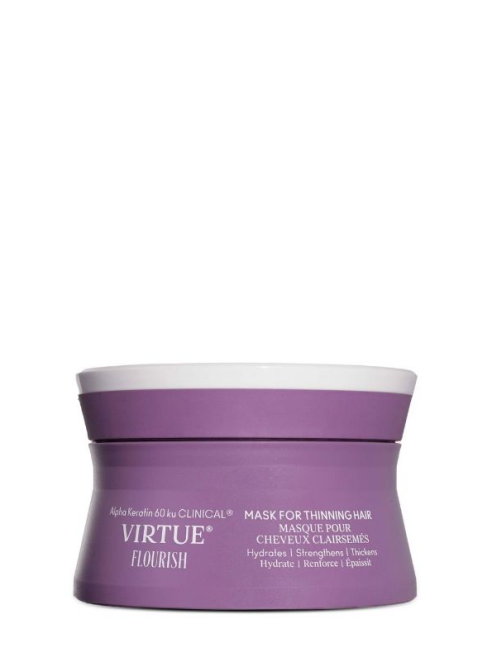 Alpha Keratin 60 ku CLINICAL®
VIRTUE®
FLOURISH
MASK FOR THINNING HAIR
MASQUE POUR
CHEVEUX CLAIRSEMÉS
Hydrates | Strengthens | Thickens
Hydrate | Renforce | Épaissit